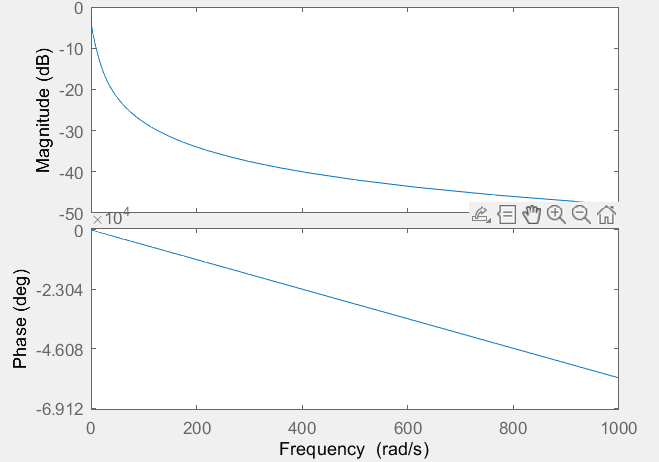 0
-10
-20
-30
-40
-50
Magnitude (dB)
×10^4
0
-2.304
-4.608
-6.912
Phase (deg)
0 200 400 600 800 1000
Frequency (rad/s)